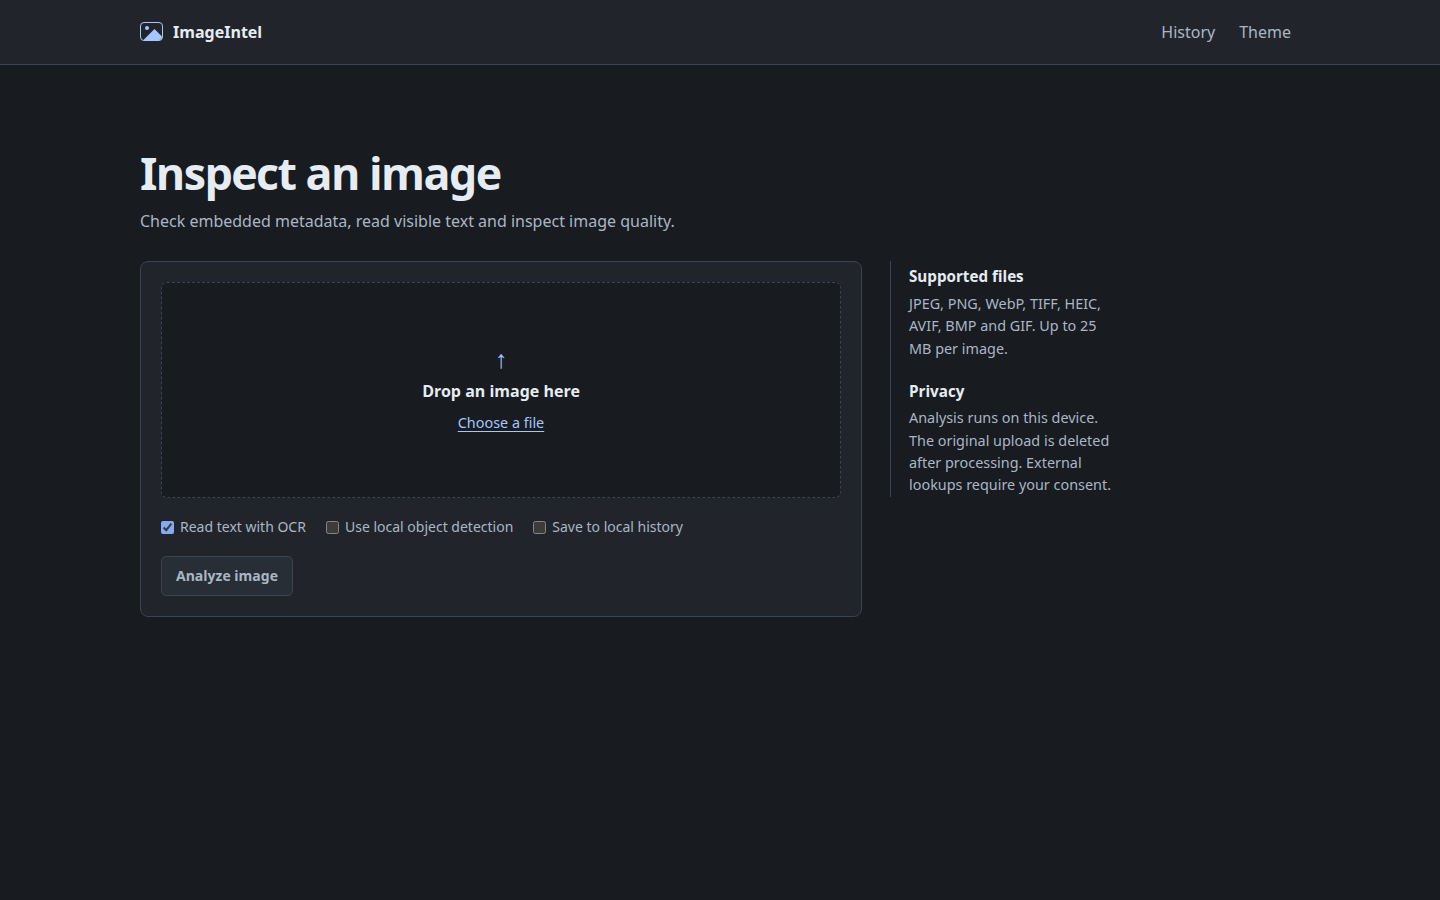 ImageIntel
History
Theme
Inspect an image
Check embedded metadata, read visible text and inspect image quality.
↑
Drop an image here
Choose a file
Read text with OCR
Use local object detection
Save to local history
Analyze image
Supported files
JPEG, PNG, WebP, TIFF, HEIC,
AVIF, BMP and GIF. Up to 25
MB per image.
Privacy
Analysis runs on this device.
The original upload is deleted
after processing. External
lookups require your consent.